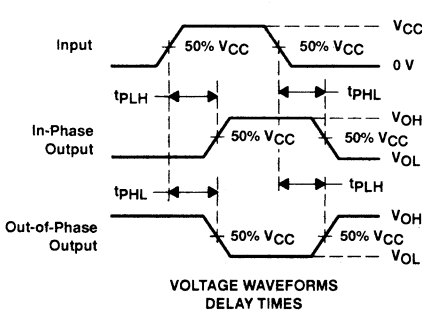 VCC
Input
50% VCC
50% VCC
0 V
tPLH
tPHL
In-Phase
Output
VOH
50% VCC
50% VCC
VOL
tPHL
tPLH
Out-of-Phase
Output
VOH
50% VCC
50% VCC
VOL
VOLTAGE WAVEFORMS
DELAY TIMES